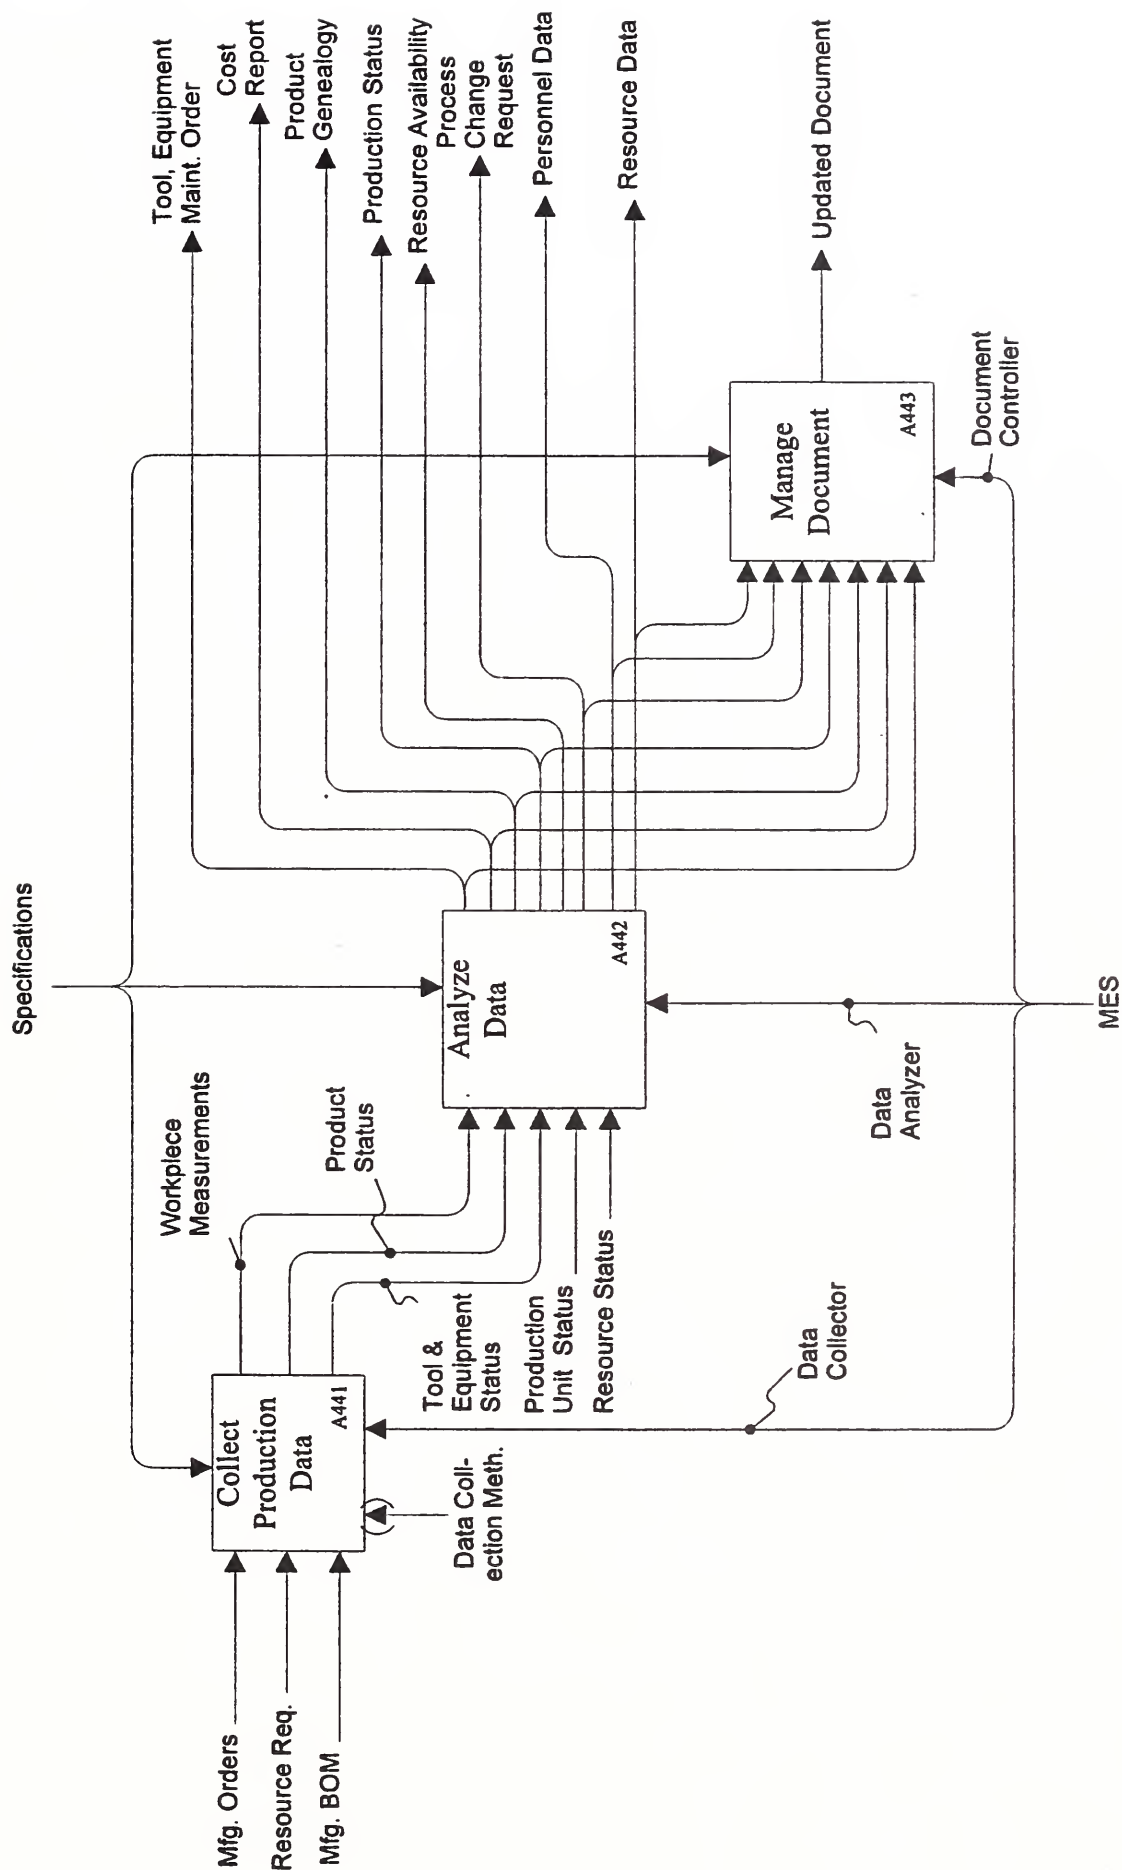 Specifications
Tool, Equipment
Maint. Order
Cost
Report
Product
Genealogy
Production Status
Resource Availability
Process
Change
Request
Personnel Data
Resource Data
Updated Document
Workpiece
Measurements
Product
Status
Mfg. Orders
Resource Req.
Mfg. BOM
Collect
Production
Data
A441
Data Coll-
ection Meth.
Tool &
Equipment
Status
Production
Unit Status
Resource Status
Analyze
Data
A442
Manage
Document
A443
Data
Collector
Data
Analyzer
Document
Controller
MES